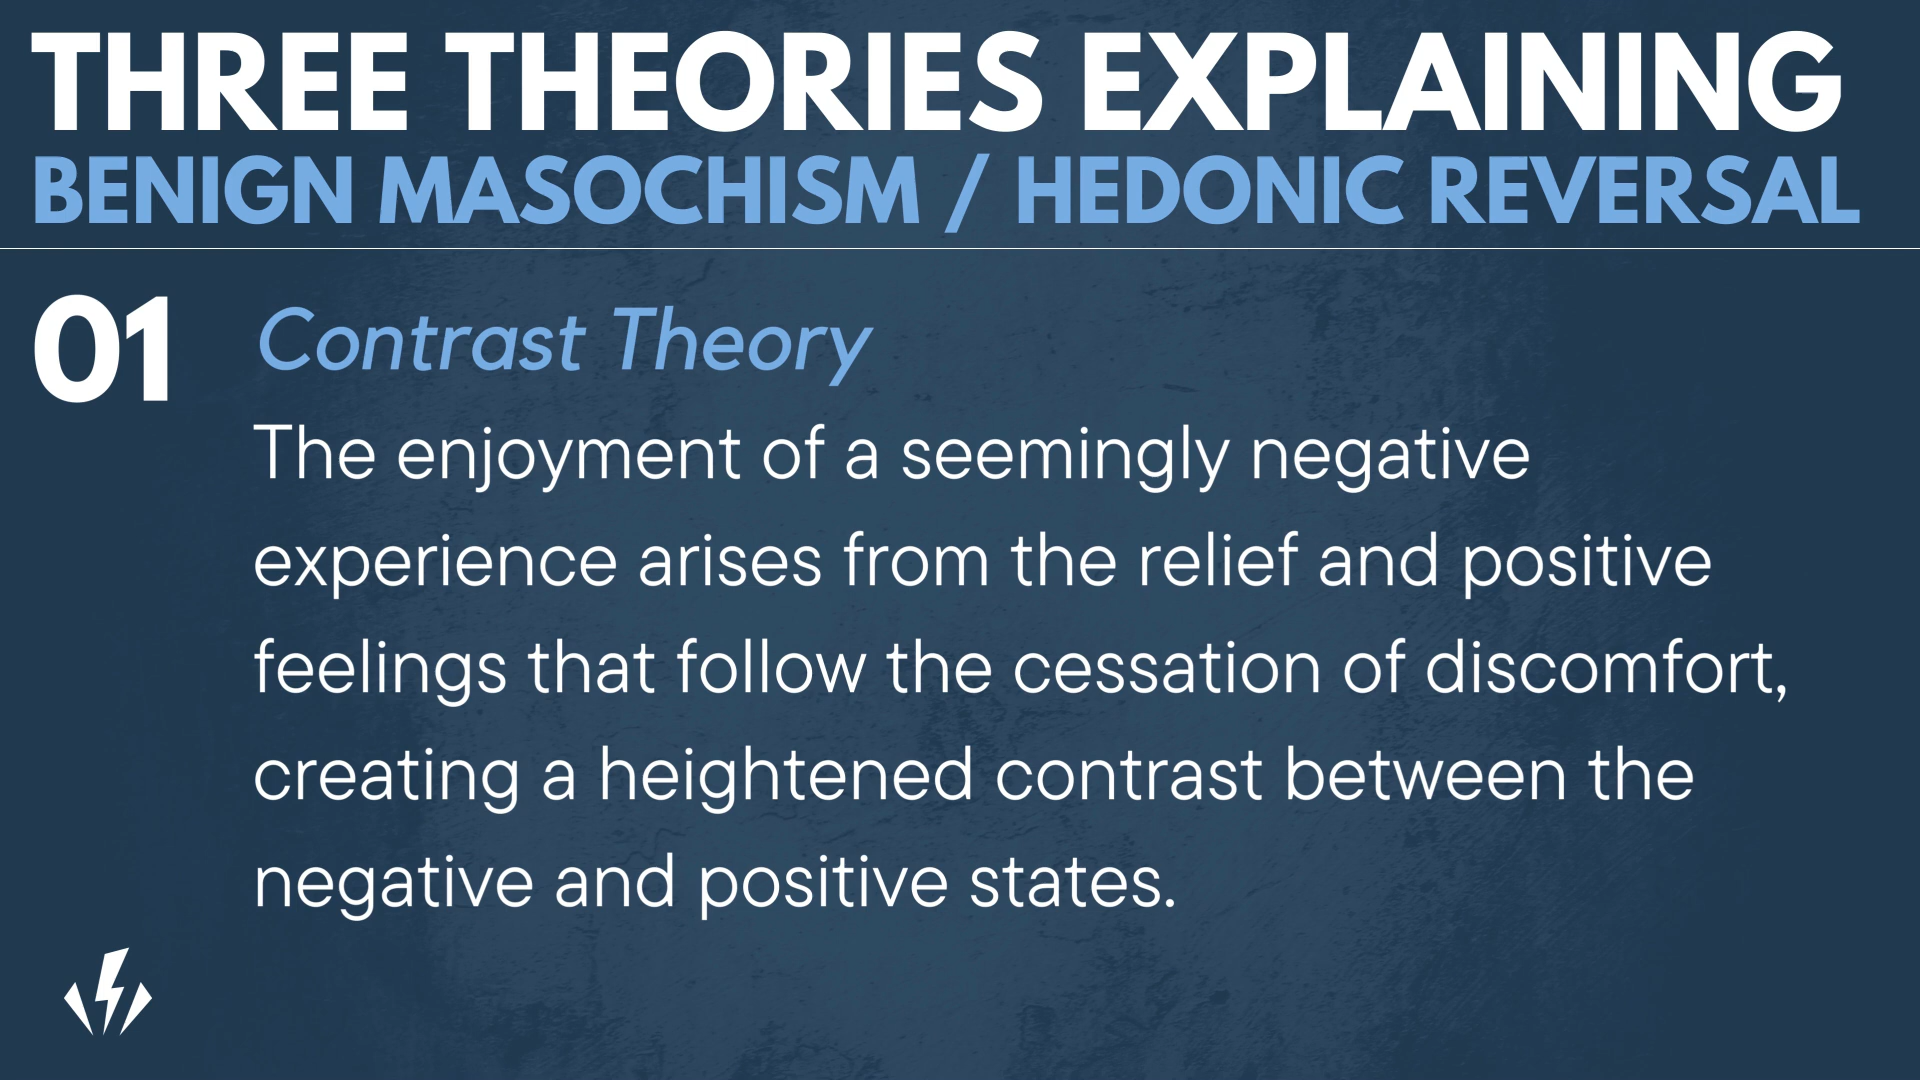 THREE THEORIES EXPLAINING
BENIGN MASOCHISM / HEDONIC REVERSAL
01
Contrast Theory
The enjoyment of a seemingly negative
experience arises from the relief and positive
feelings that follow the cessation of discomfort,
creating a heightened contrast between the
negative and positive states.